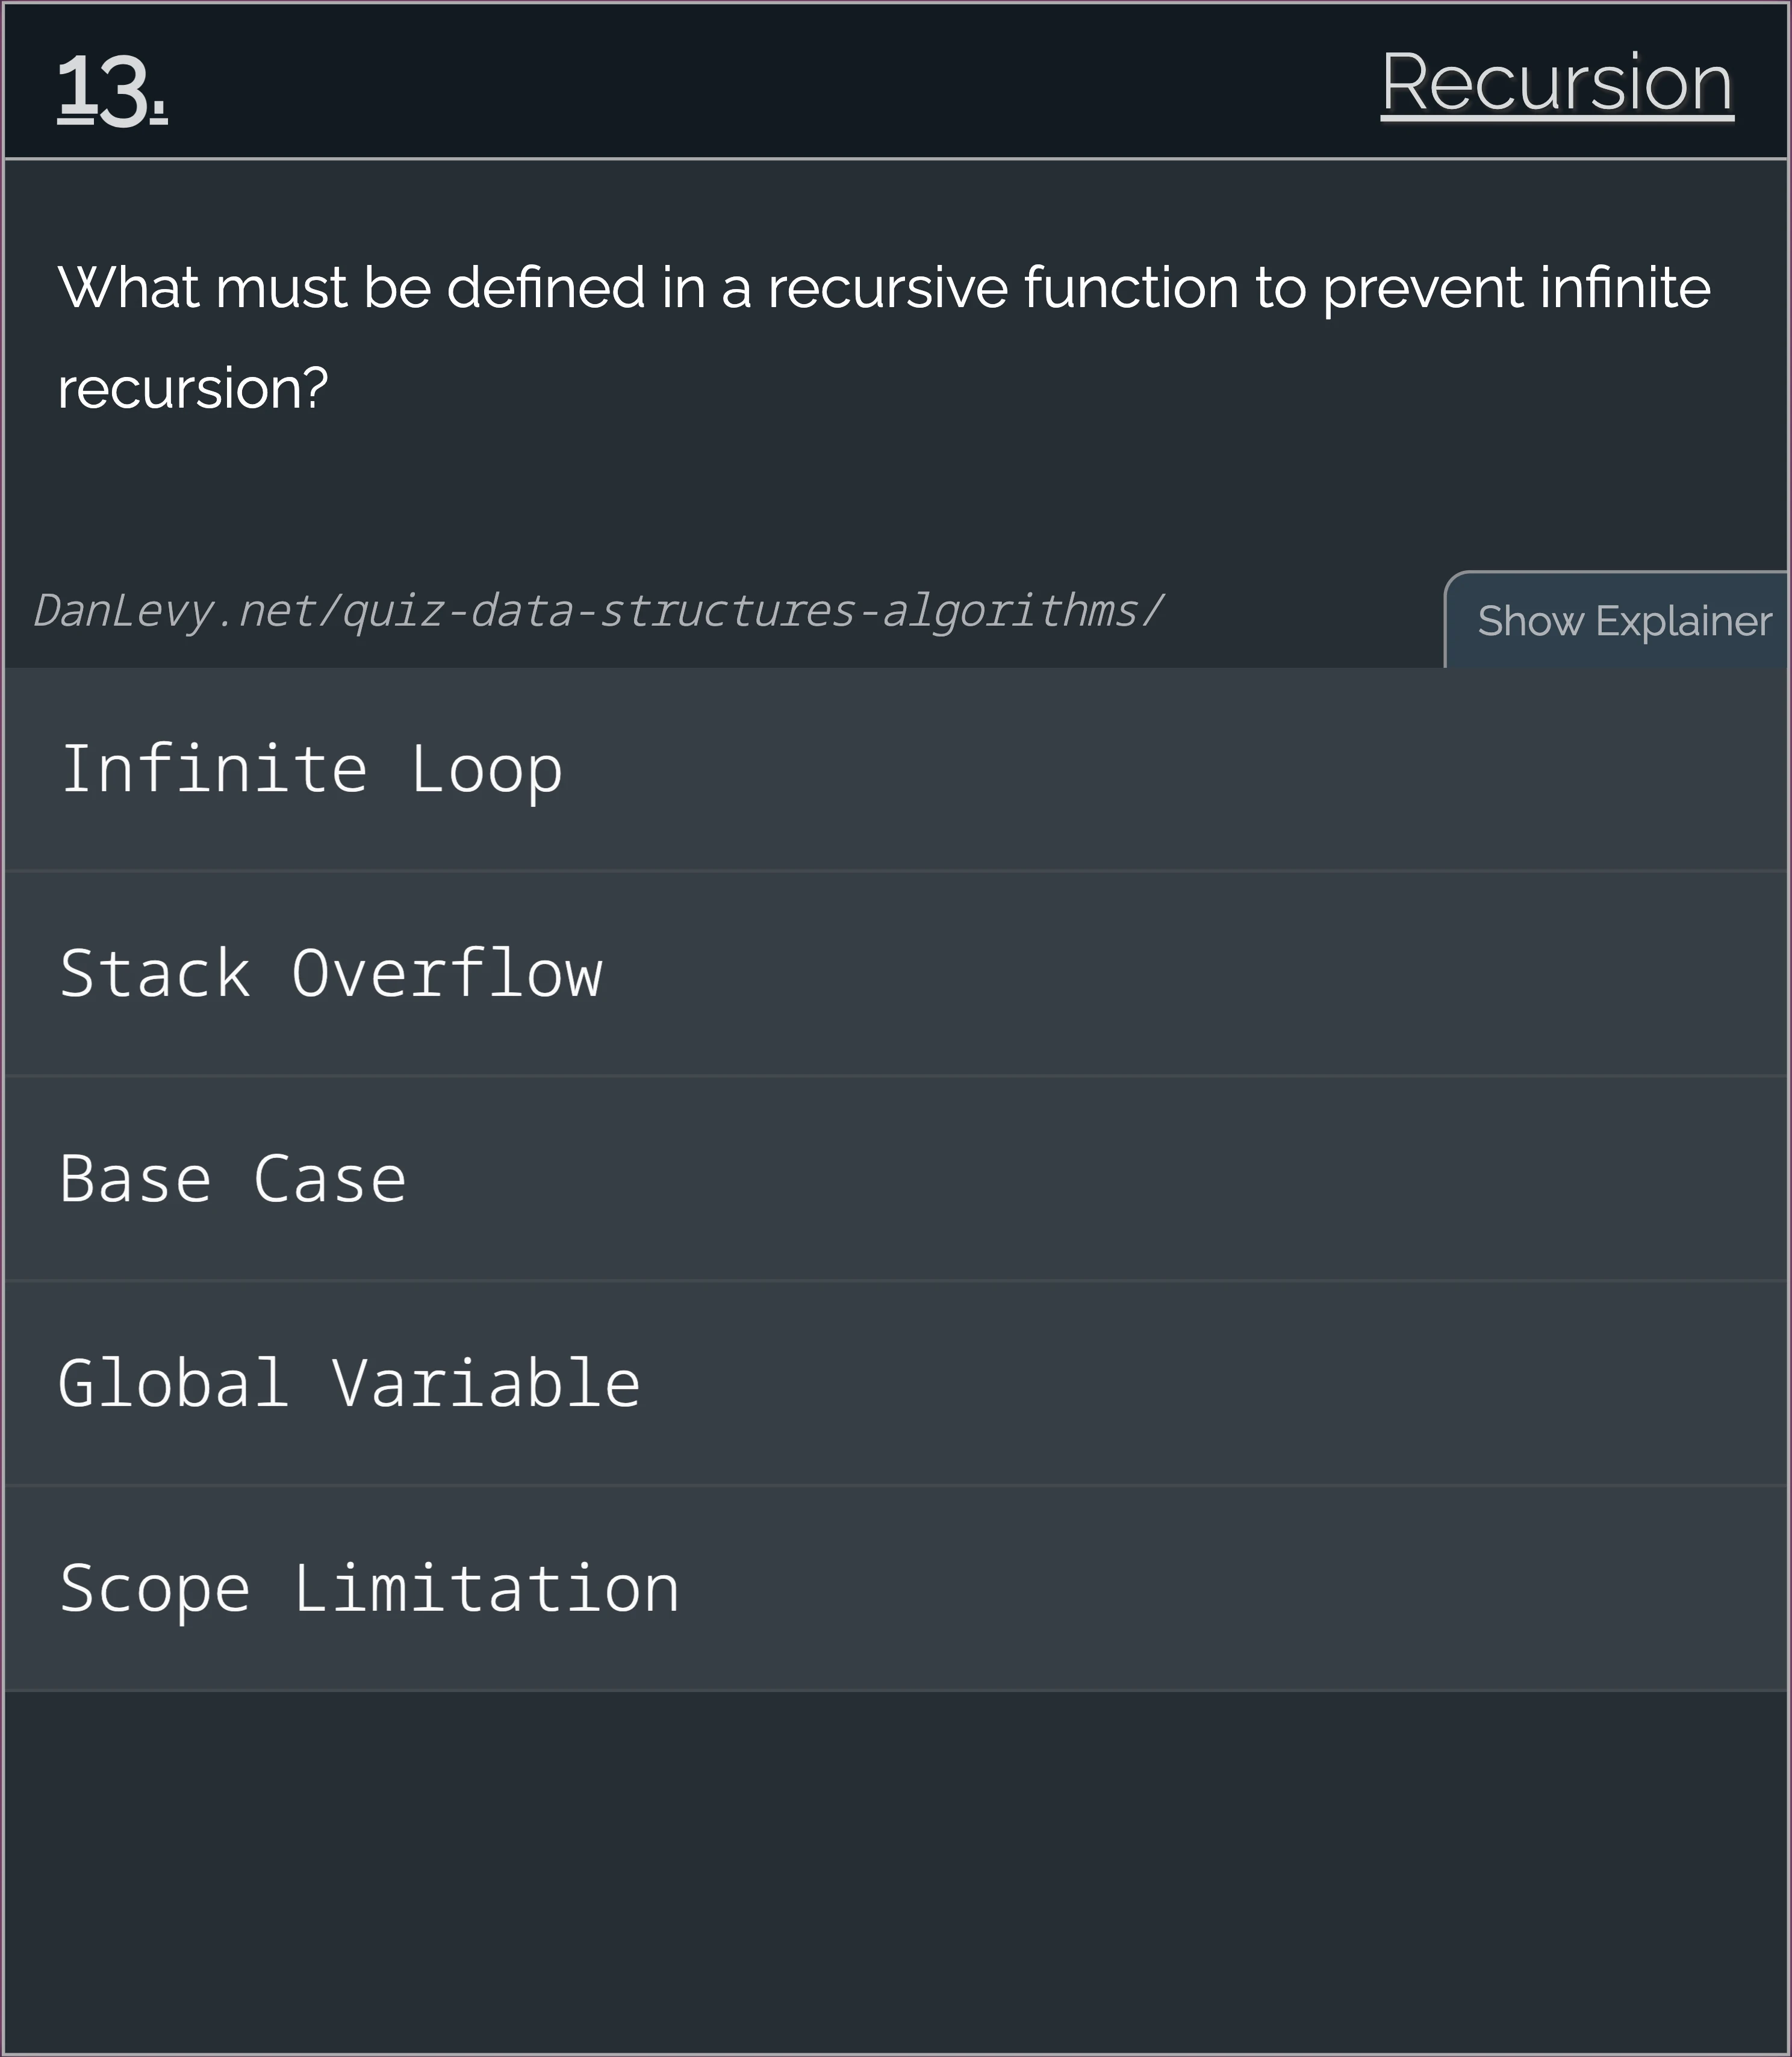 13.
Recursion
What must be defined in a recursive function to prevent infinite
recursion?
DanLevy.net/quiz-data-structures-algorithms/
Show Explainer
Infinite Loop
Stack Overflow
Base Case
Global Variable
Scope Limitation